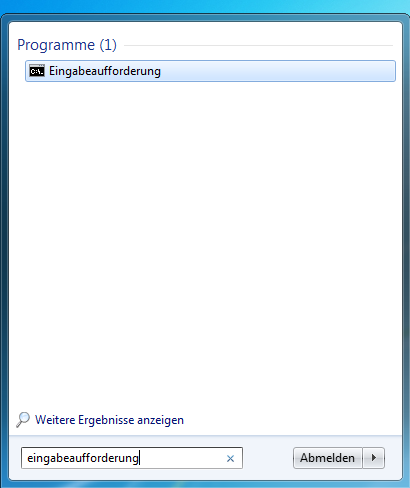 Programme (1)
Eingabeaufforderung
Weitere Ergebnisse anzeigen
eingabeaufforderung
Abmelden